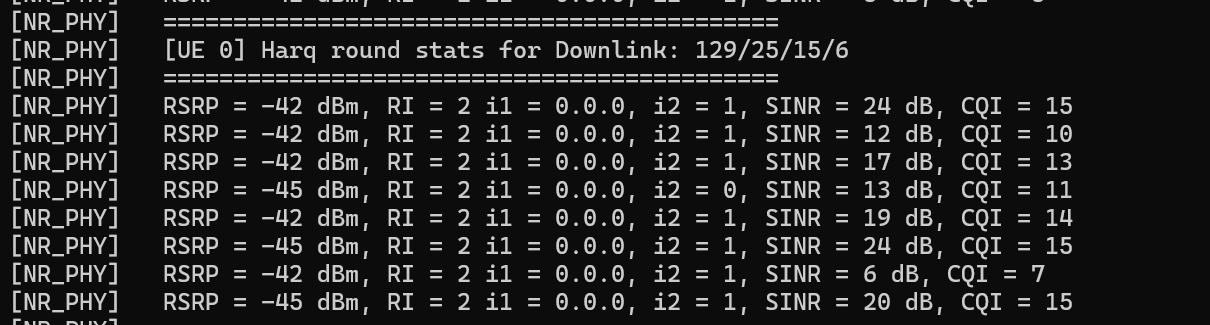 [NR_PHY]   ============================================
[NR_PHY]   [UE 0] Harq round stats for Downlink: 129/25/15/6
[NR_PHY]   ============================================
[NR_PHY]   RSRP = -42 dBm, RI = 2 i1 = 0.0.0, i2 = 1, SINR = 24 dB, CQI = 15
[NR_PHY]   RSRP = -42 dBm, RI = 2 i1 = 0.0.0, i2 = 1, SINR = 12 dB, CQI = 10
[NR_PHY]   RSRP = -42 dBm, RI = 2 i1 = 0.0.0, i2 = 1, SINR = 17 dB, CQI = 13
[NR_PHY]   RSRP = -45 dBm, RI = 2 i1 = 0.0.0, i2 = 0, SINR = 13 dB, CQI = 11
[NR_PHY]   RSRP = -42 dBm, RI = 2 i1 = 0.0.0, i2 = 1, SINR = 19 dB, CQI = 14
[NR_PHY]   RSRP = -45 dBm, RI = 2 i1 = 0.0.0, i2 = 1, SINR = 24 dB, CQI = 15
[NR_PHY]   RSRP = -42 dBm, RI = 2 i1 = 0.0.0, i2 = 1, SINR = 6 dB, CQI = 7
[NR_PHY]   RSRP = -45 dBm, RI = 2 i1 = 0.0.0, i2 = 1, SINR = 20 dB, CQI = 15